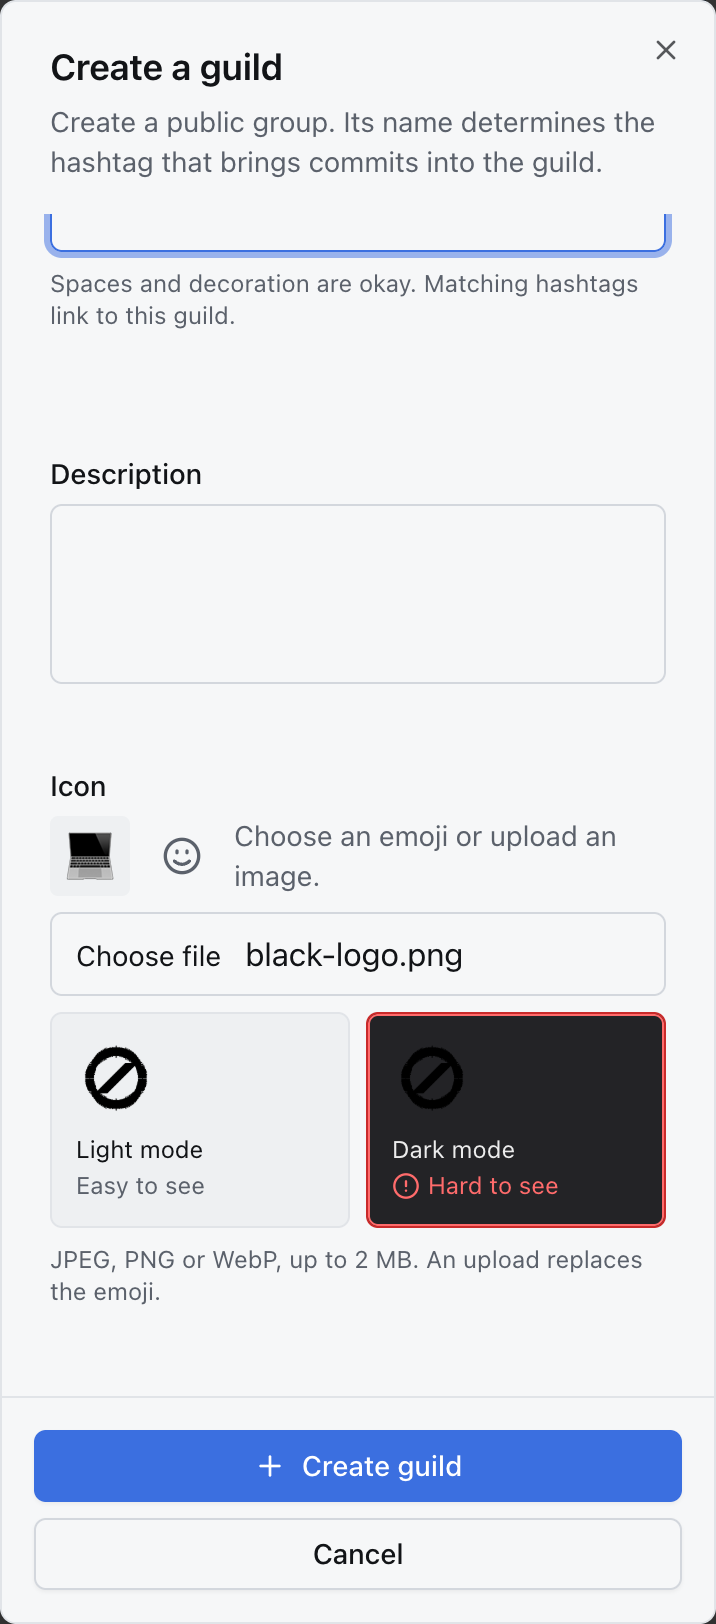 Create a guild
Create a public group. Its name determines the
hashtag that brings commits into the guild.
Spaces and decoration are okay. Matching hashtags
link to this guild.
Description
Icon
Choose an emoji or upload an
image.
Choose file black-logo.png
Light mode
Easy to see
Dark mode
Hard to see
JPEG, PNG or WebP, up to 2 MB. An upload replaces
the emoji.
+ Create guild
Cancel